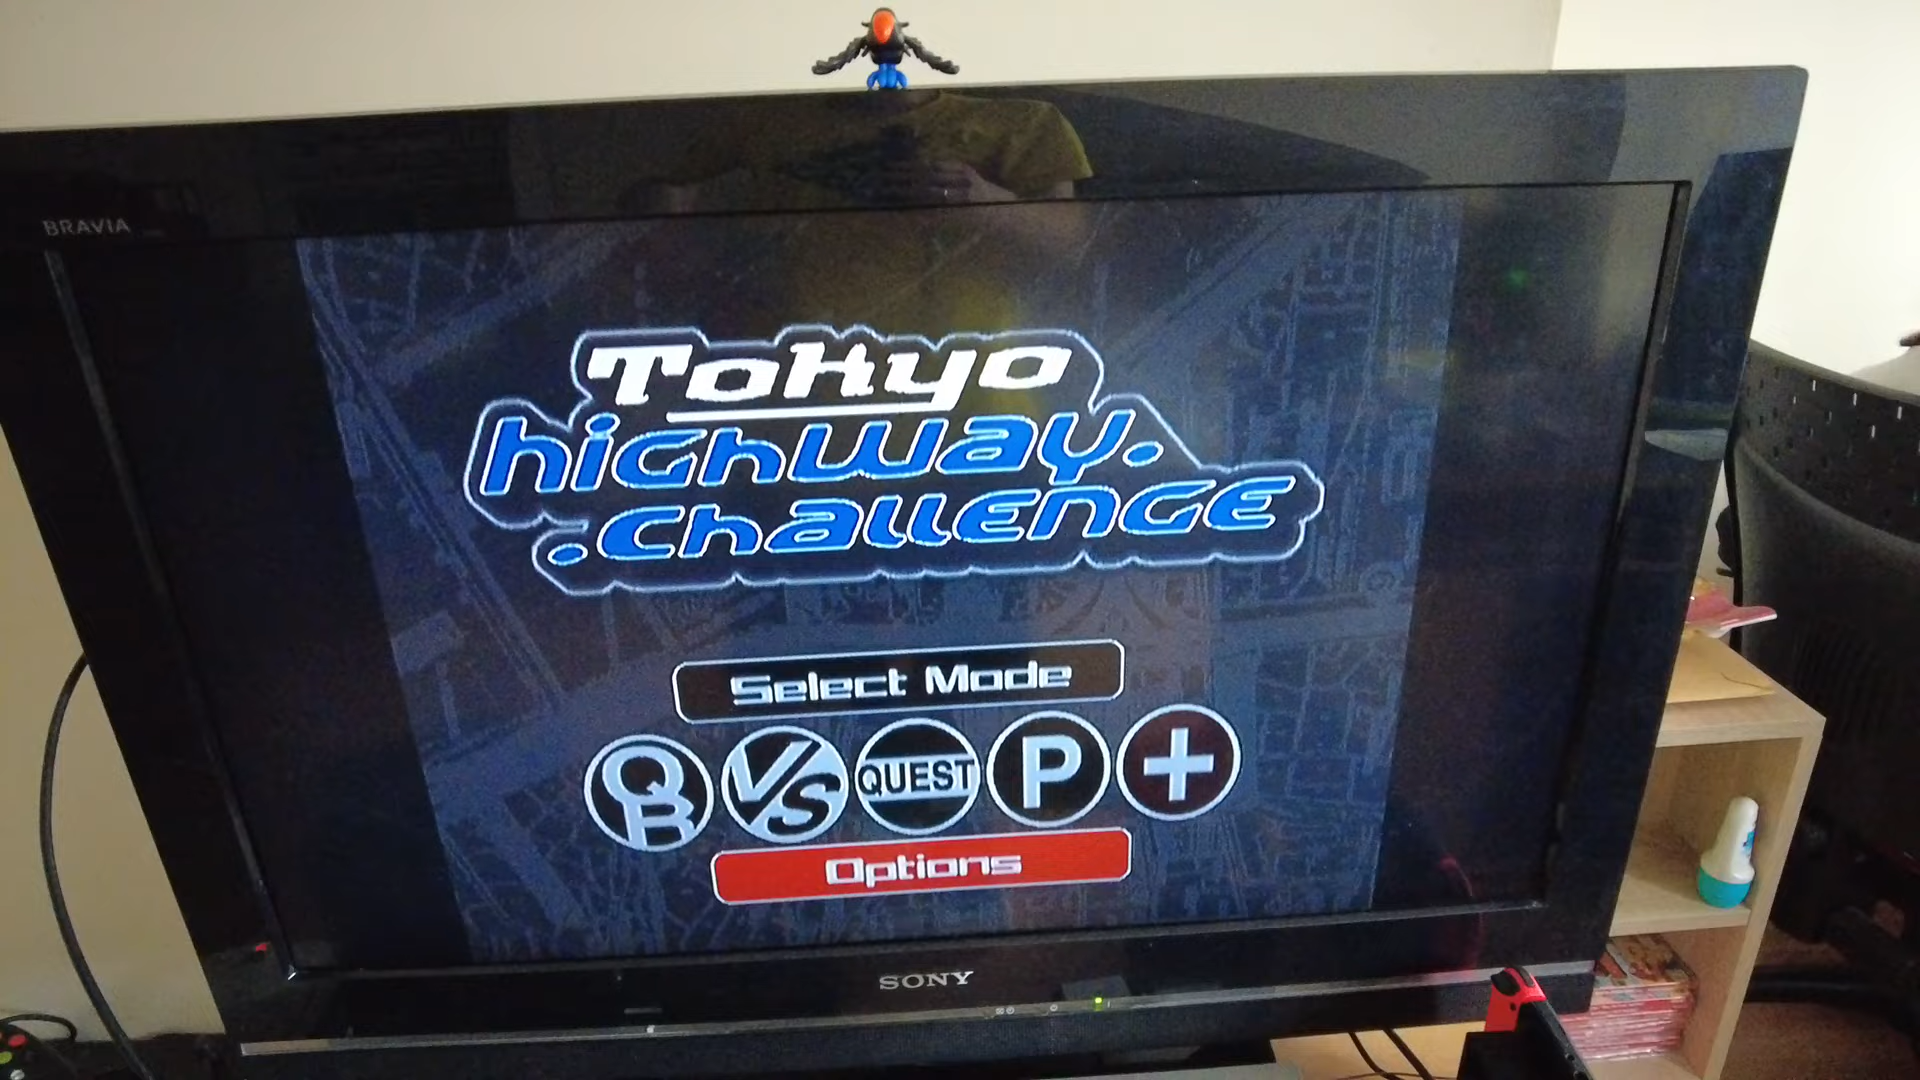 BRAVIA
Tokyo
highway.
.challenge
Select Mode
QB
VS
QUEST
P
+
Options
SONY